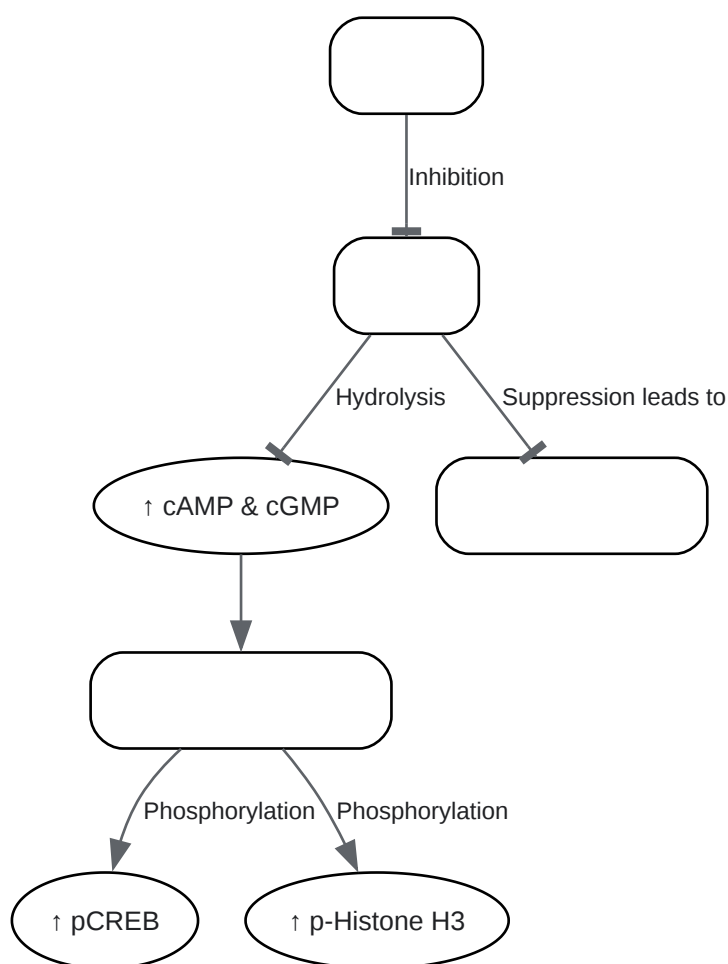 Inhibition
Hydrolysis
Suppression leads to
↑ cAMP & cGMP
Phosphorylation
Phosphorylation
↑ pCREB
↑ p-Histone H3